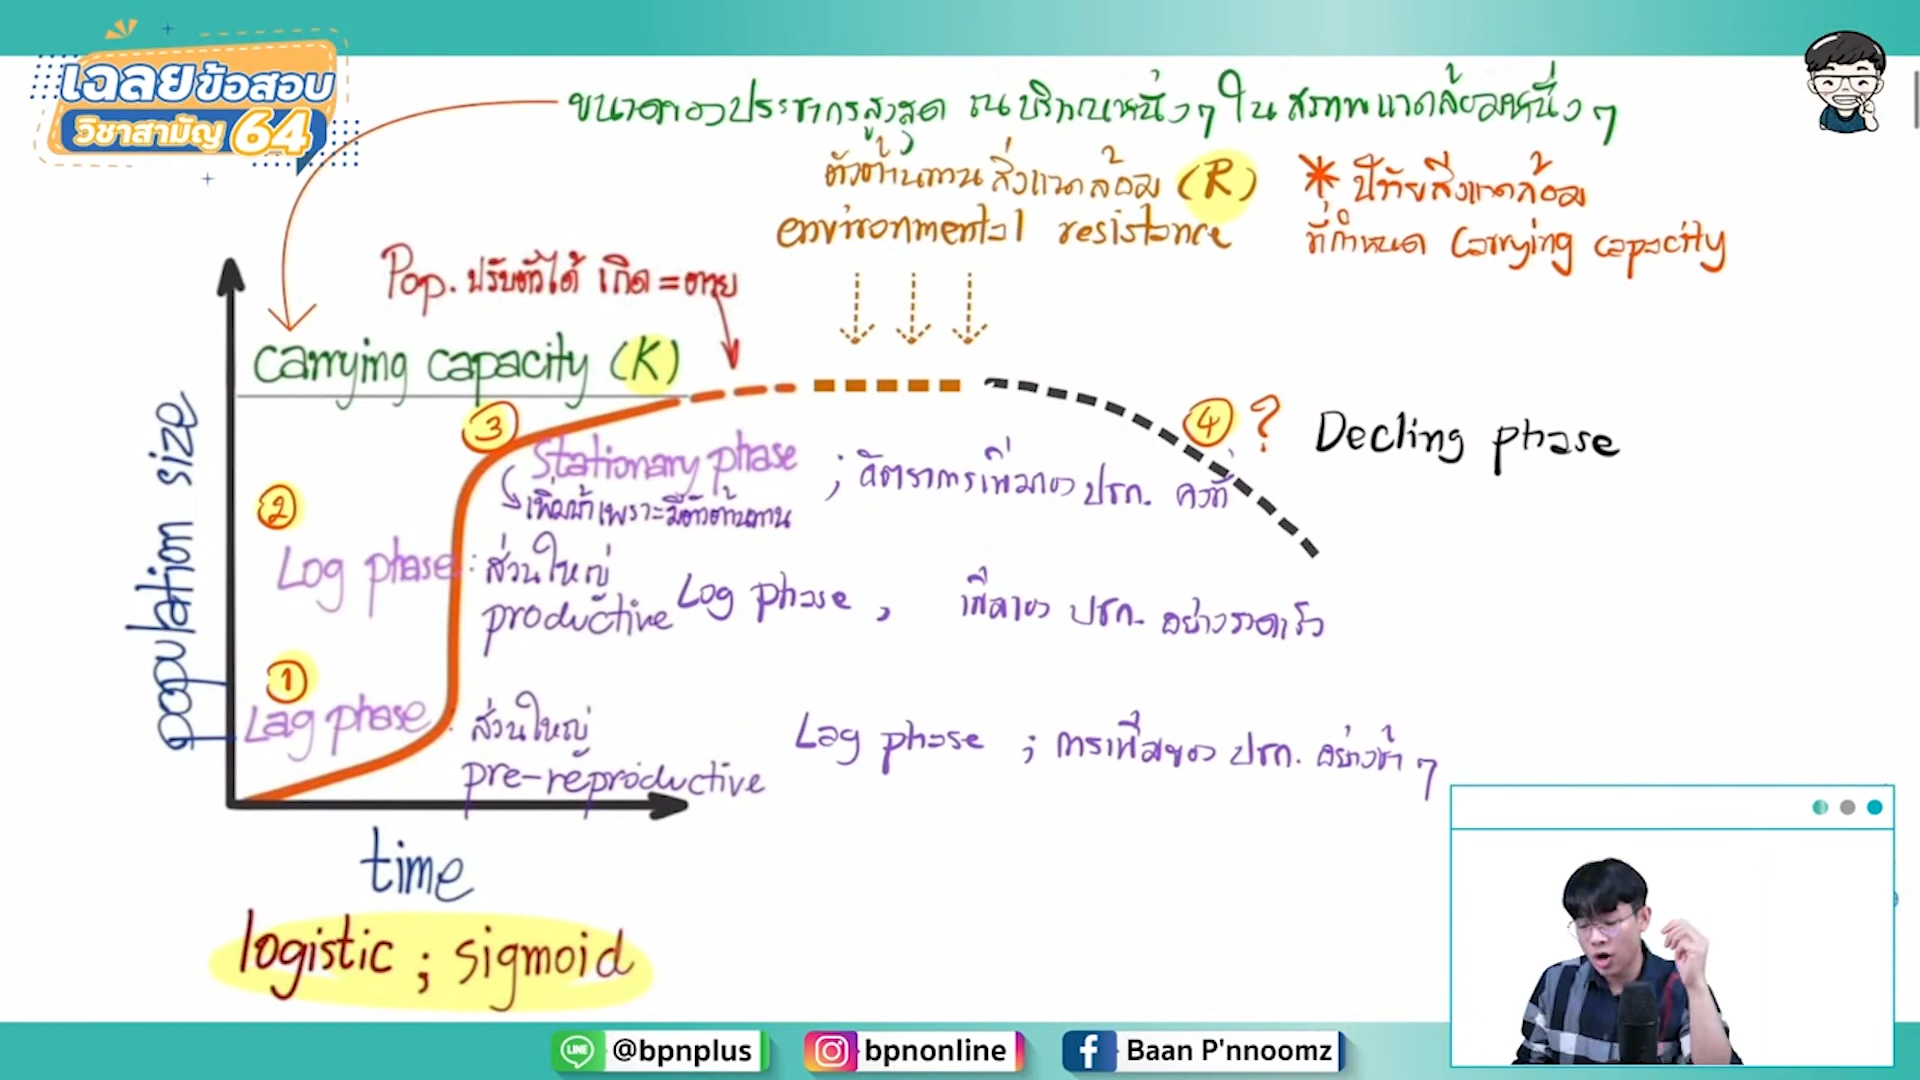 เฉลยข้อสอบ
วิชาสามัญ 64
ขนาดของประชากรสูงสุด ณ บริเวณหนึ่ง ๆ ใน สภาพแวดล้อมหนึ่ง ๆ
ตัวต้านทานสิ่งแวดล้อม (R)
environmental resistance
* ปัจจัยสิ่งแวดล้อม
ที่กำหนด Carrying capacity
Pop. ปรับตัวได้ เกิด = ตาย
Carrying capacity (K)
population size
3
Stationary phase ; อัตราการเพิ่มของ ปชก. คงที่
เพิ่มช้าเพราะมีตัวต้านทาน
4 ? Decling phase
2
Log phase : ส่วนใหญ่
productive
Log phase , เพิ่มของ ปชก. อย่างรวดเร็ว
1
Lag phase : ส่วนใหญ่
pre-reproductive
Lag phase ; การเพิ่มของ ปชก. อย่างช้า ๆ
time
logistic ; sigmoid
LINE @bpnplus
bpnonline
Baan P'nnoomz